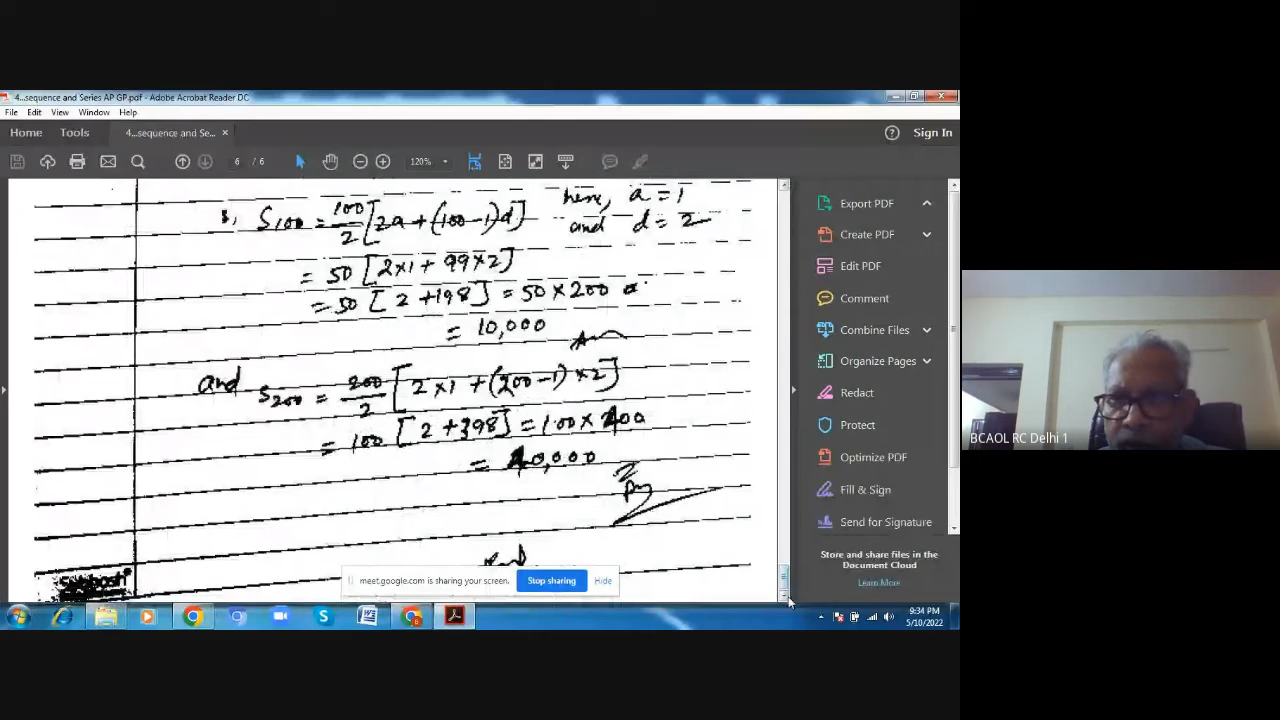 4...sequence and Series AP GP.pdf - Adobe Acrobat Reader DC
File Edit View Window Help
Home Tools 4...sequence and Se... × Sign In
6 / 6 120%
S100 = 100/2 [2a + (100-1)d] here, a = 1
and d = 2
= 50 [2×1 + 99×2]
= 50 [2 + 198] = 50 × 200
= 10,000
and S200 = 200/2 [2×1 + (200-1)×2]
= 100 [2 + 398] = 100 × 400
= 40,000
Export PDF
Create PDF
Edit PDF
Comment
Combine Files
Organize Pages
Redact
Protect
Optimize PDF
Fill & Sign
Send for Signature
Store and share files in the
Document Cloud
Learn More
meet.google.com is sharing your screen. Stop sharing Hide
9:34 PM
5/10/2022
BCAOL RC Delhi 1